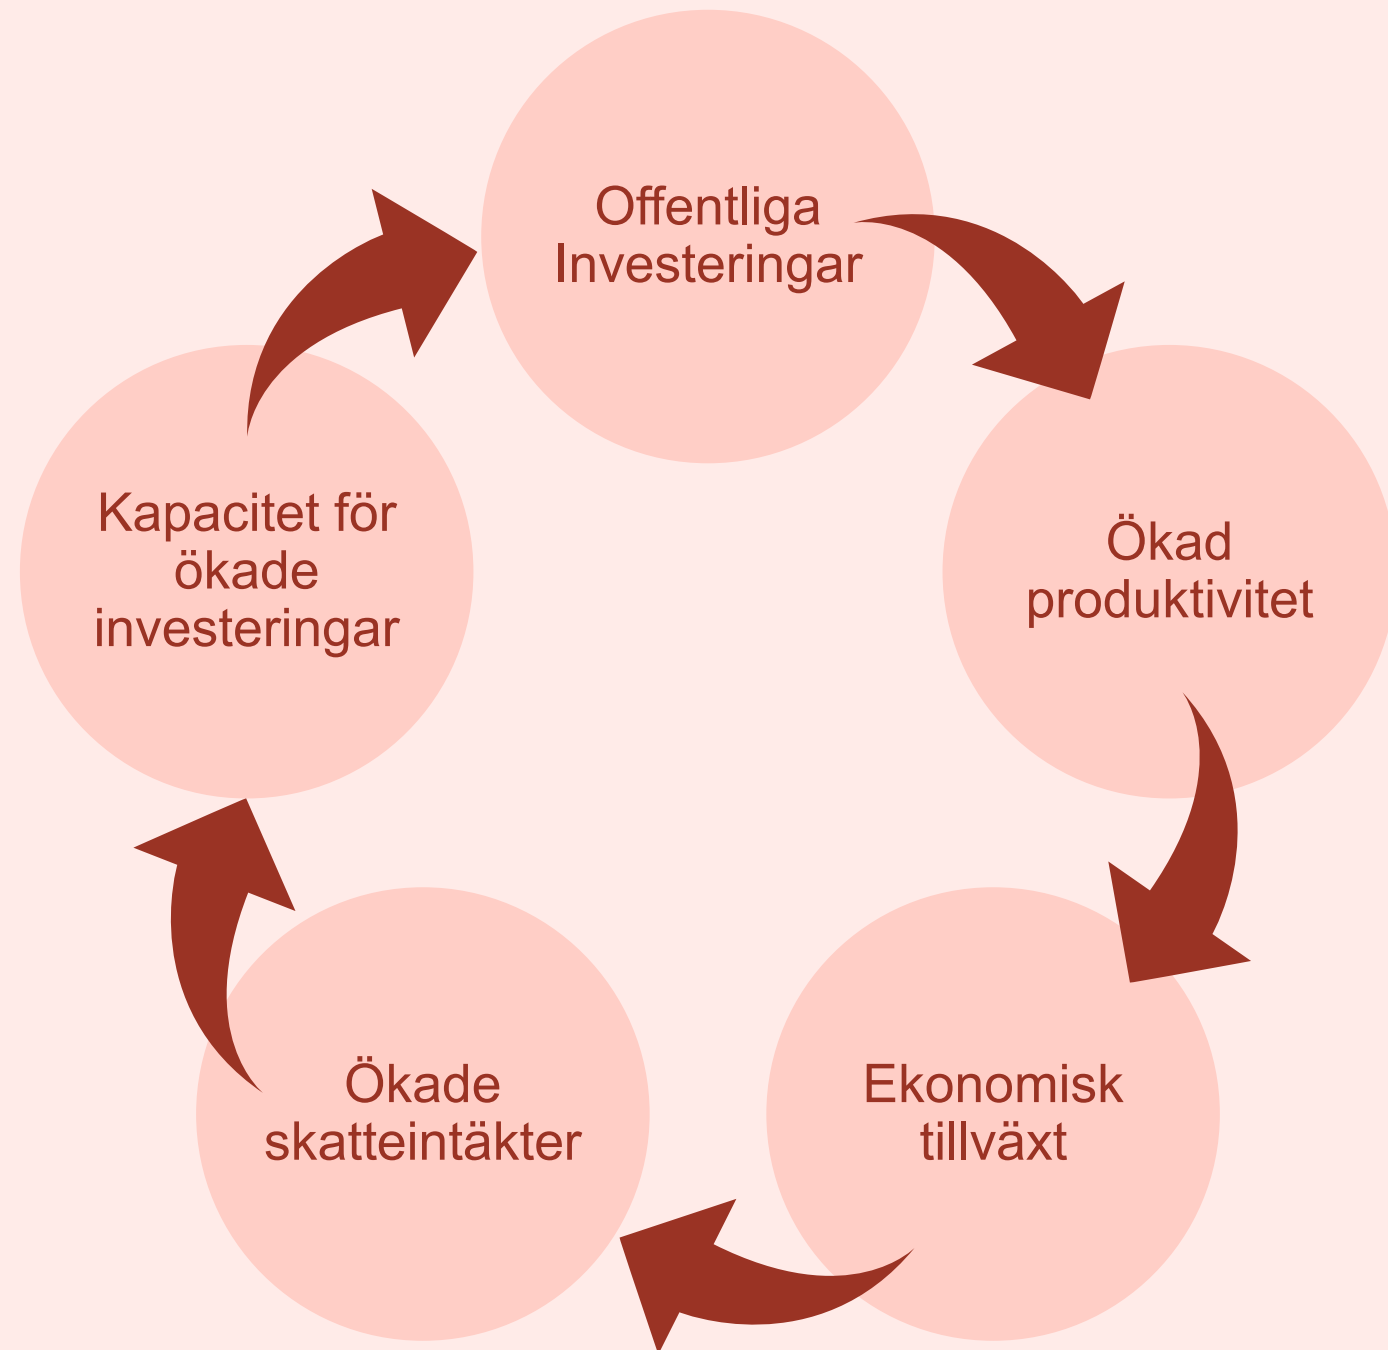 Offentliga
Investeringar
Ökad
produktivitet
Ekonomisk
tillväxt
Ökade
skatteintäkter
Kapacitet för
ökade
investeringar